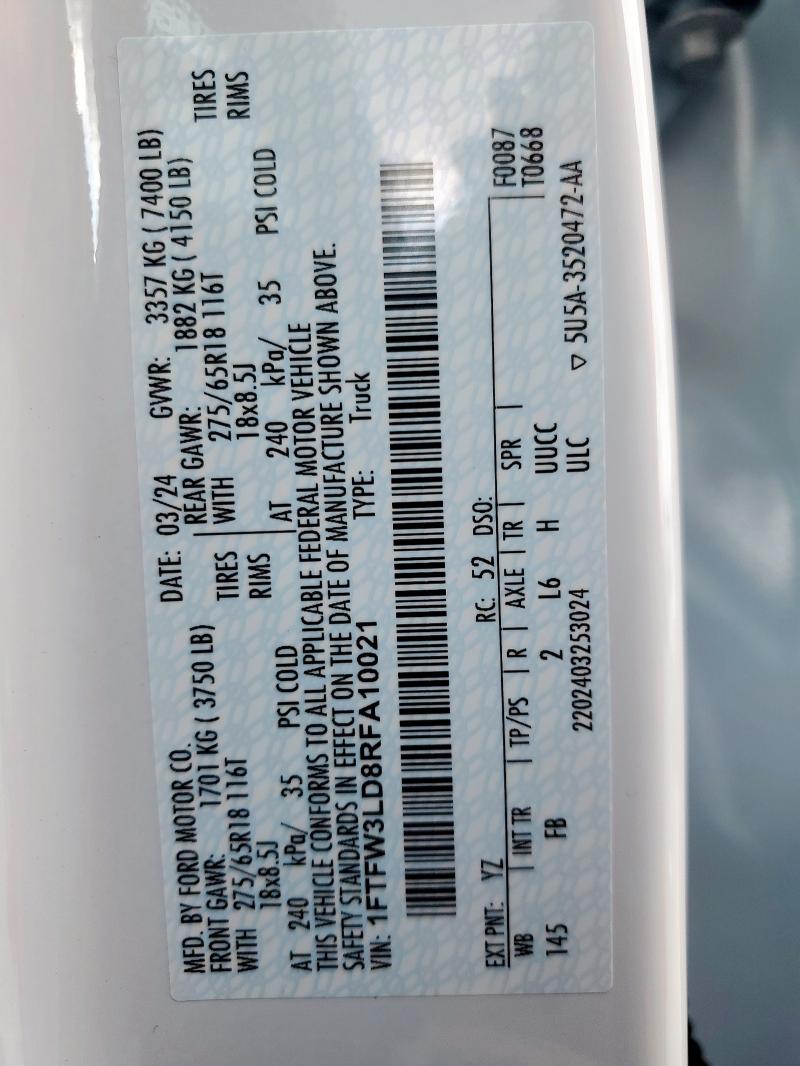 MFD. BY FORD MOTOR CO. DATE: 03/24 GVWR: 3357 KG ( 7400 LB)
FRONT GAWR: 1701 KG ( 3750 LB) REAR GAWR: 1882 KG ( 4150 LB)
WITH 275/65R18 116T TIRES WITH 275/65R18 116T TIRES
18x8.5J RIMS 18x8.5J RIMS
AT 240 kPa/ 35 PSI COLD AT 240 kPa/ 35 PSI COLD
THIS VEHICLE CONFORMS TO ALL APPLICABLE FEDERAL MOTOR VEHICLE
SAFETY STANDARDS IN EFFECT ON THE DATE OF MANUFACTURE SHOWN ABOVE.
VIN: 1FTFW3LD8RFA10021 TYPE: Truck
EXT PNT: YZ RC: 52 DSO: F0087
WB INT TR TP/PS R AXLE TR SPR T0668
145 FB 2 L6 H UUCC
2202403253024 ULC ▽ 5U5A-3520472-AA